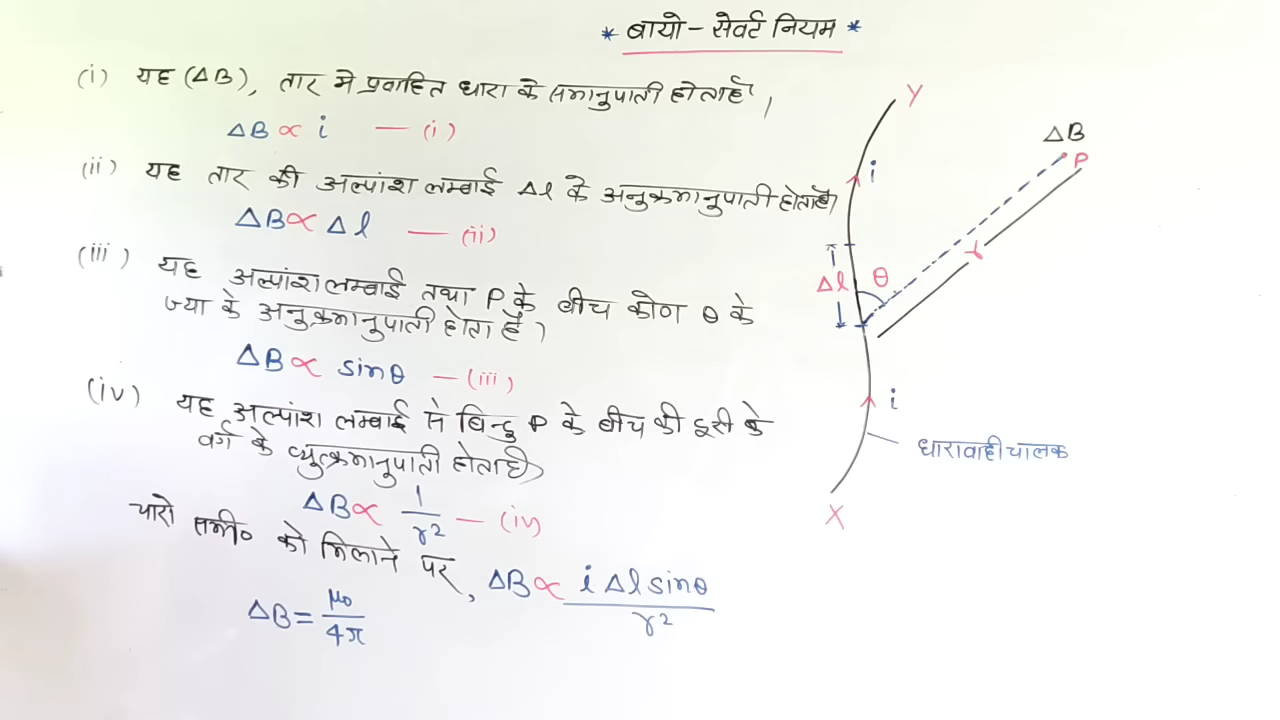 * बायो - सेवर्ट नियम *
(i) यह (ΔB), तार मे प्रवाहित धारा के समानुपाती होता है।
ΔB ∝ i — (i)
(ii) यह तार की अल्पांश लम्बाई Δl के अनुक्रमानुपाती होता है।
ΔB ∝ Δl — (ii)
(iii) यह अल्पांश लम्बाई तथा P के बीच कोण θ के
ज्या के अनुक्रमानुपाती होता है।
ΔB ∝ sinθ — (iii)
(iv) यह अल्पांश लम्बाई से बिन्दु P के बीच की दूरी के
वर्ग के व्युत्क्रमानुपाती होता है
ΔB ∝ 1/r² — (iv)
चारो समी० को मिलाने पर, ΔB ∝ i Δl sinθ / r²
ΔB = μ₀/4π
Y
ΔB
P
i
r
Δl
θ
i
धारावाही चालक
X